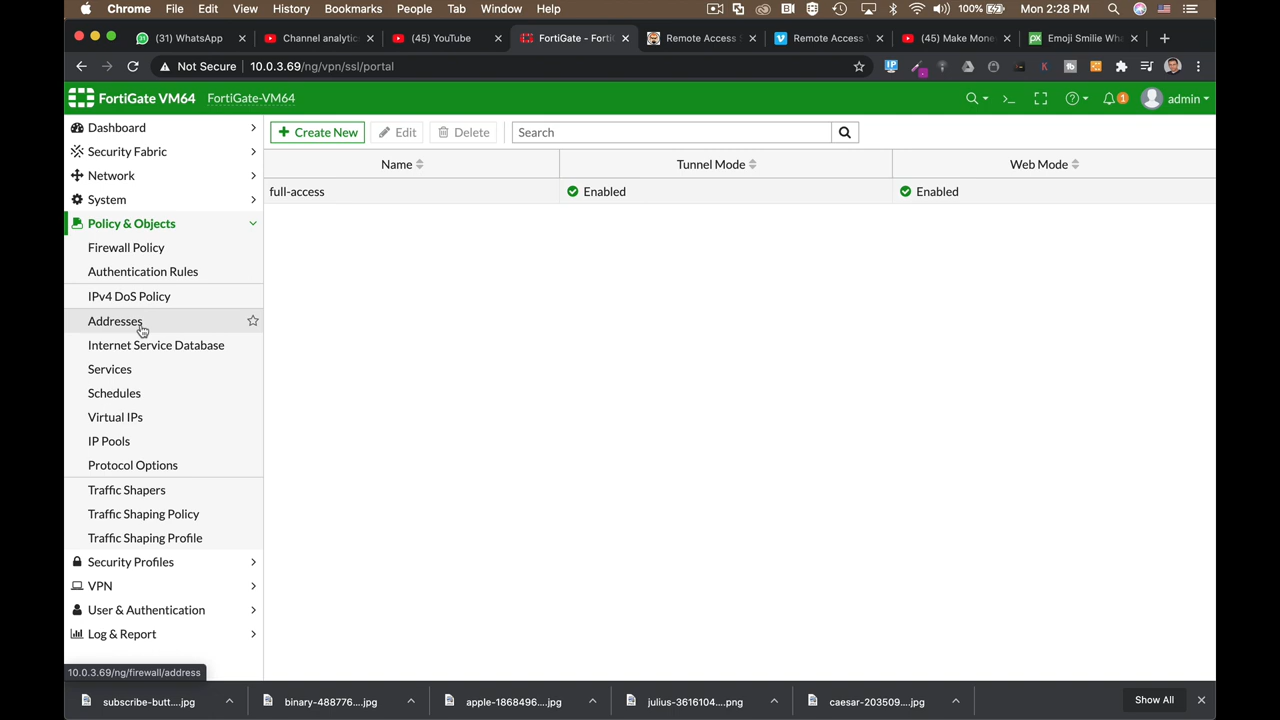 Chrome File Edit View History Bookmarks People Tab Window Help 100% Mon 2:28 PM
(31) WhatsApp Channel analytic (45) YouTube FortiGate - Forti Remote Access Remote Access (45) Make Mone Emoji Smilie Wh
Not Secure 10.0.3.69/ng/vpn/ssl/portal
FortiGate VM64 FortiGate-VM64 1 admin
Dashboard
Security Fabric
Network
System
Policy & Objects
Firewall Policy
Authentication Rules
IPv4 DoS Policy
Addresses
Internet Service Database
Services
Schedules
Virtual IPs
IP Pools
Protocol Options
Traffic Shapers
Traffic Shaping Policy
Traffic Shaping Profile
Security Profiles
VPN
User & Authentication
Log & Report
Create New Edit Delete Search
Name Tunnel Mode Web Mode
full-access Enabled Enabled
10.0.3.69/ng/firewall/address
subscribe-butt....jpg binary-488776....jpg apple-1868496....jpg julius-3616104....png caesar-203509....jpg Show All